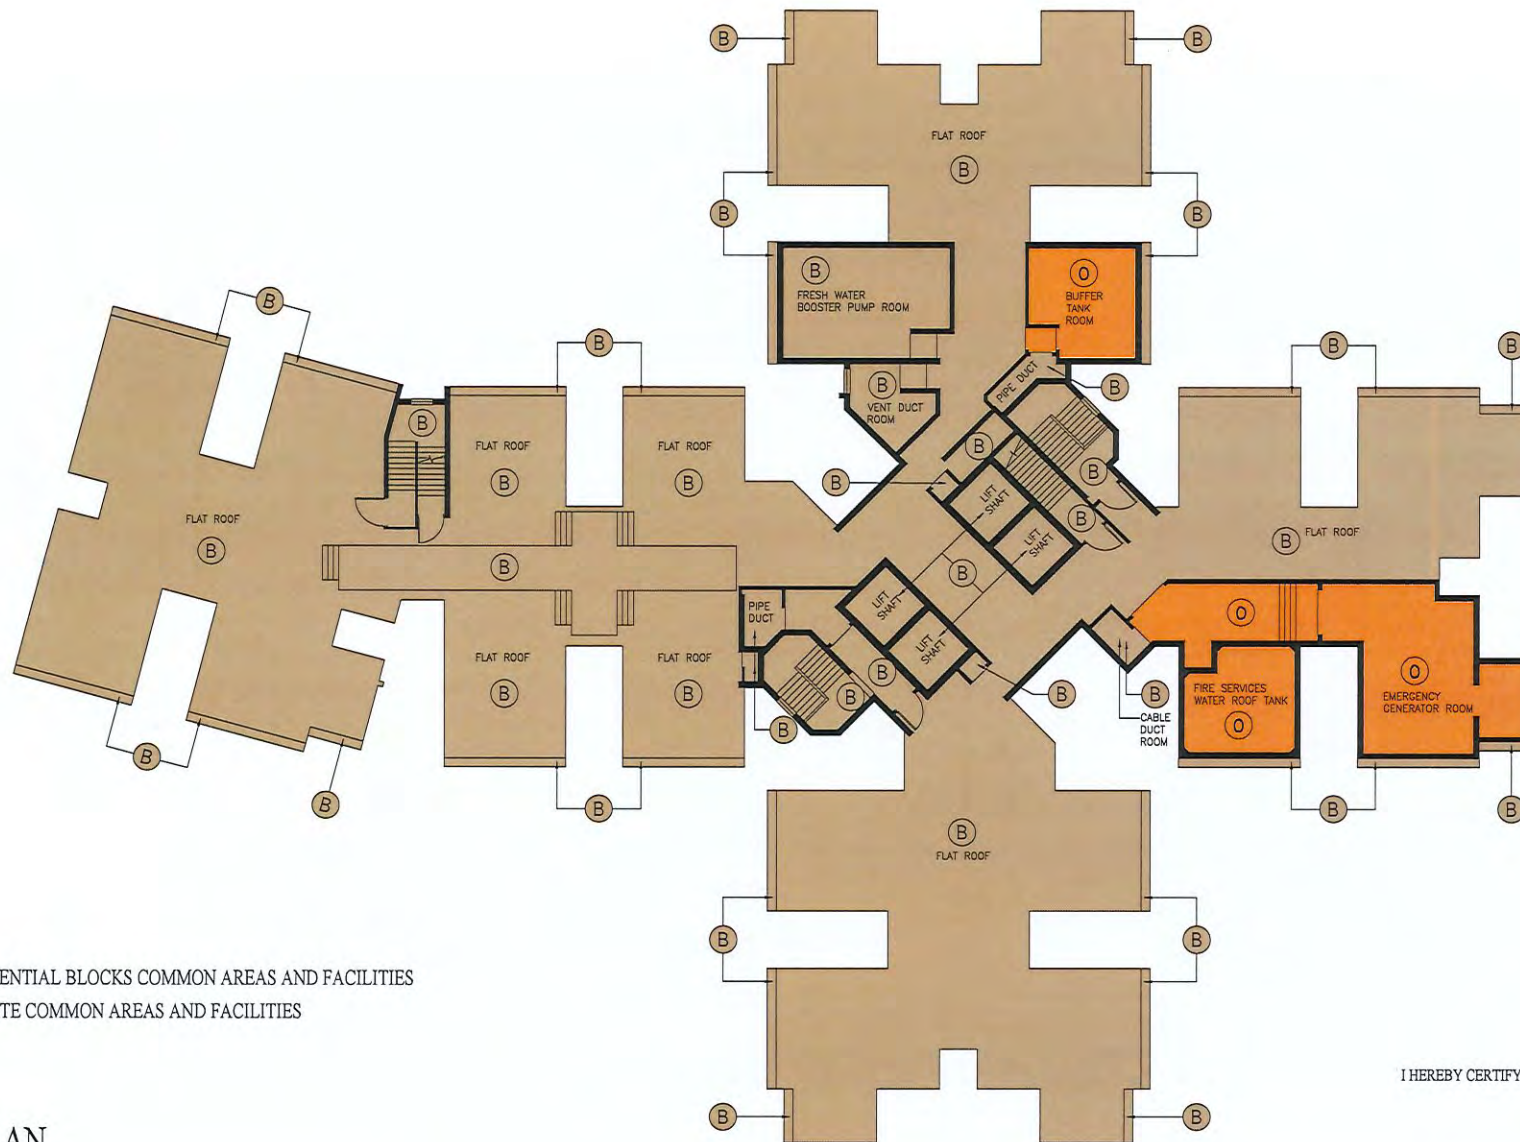 B
B
FLAT ROOF
B
B
B
B
FRESH WATER
BOOSTER PUMP ROOM
O
BUFFER
TANK
ROOM
B
B
B
B
PIPE DUCT
B
B
VENT DUCT
ROOM
B
FLAT ROOF
B
FLAT ROOF
B
B
B
B
LIFT
SHAFT
B
LIFT
SHAFT
B
FLAT ROOF
B
B
FLAT ROOF
B
B
PIPE
DUCT
LIFT
SHAFT
LIFT
SHAFT
O
FLAT ROOF
B
FLAT ROOF
B
B
B
B
B
B
CABLE
DUCT
ROOM
FIRE SERVICES
WATER ROOF TANK
O
O
EMERGENCY
GENERATOR ROOM
B
B
B
B
B
B
FLAT ROOF
B
B
ENTIAL BLOCKS COMMON AREAS AND FACILITIES
TE COMMON AREAS AND FACILITIES
I HEREBY CERTIFY
B
B
AN